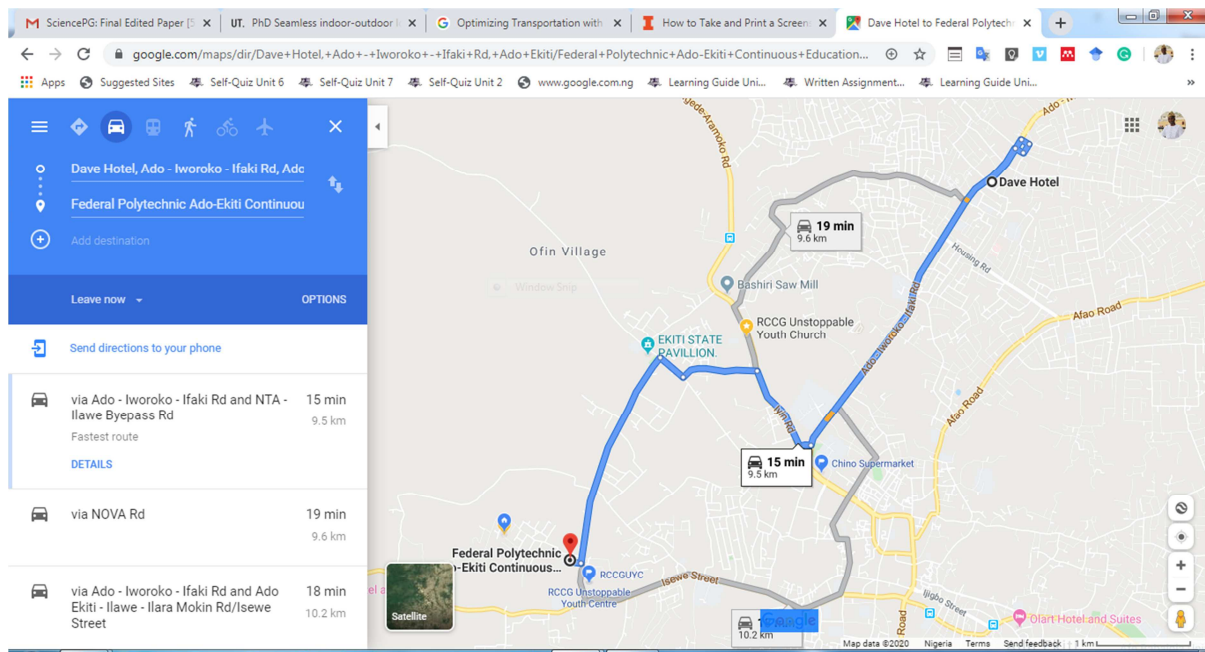 SciencePG: Final Edited Paper [S
UT. PhD Seamless indoor-outdoor l
Optimizing Transportation with
How to Take and Print a Screens
Dave Hotel to Federal Polytechn
google.com/maps/dir/Dave+Hotel,+Ado+-+Iworoko+-+Ifaki+Rd,+Ado+Ekiti/Federal+Polytechnic+Ado-Ekiti+Continuous+Education...
Apps
Suggested Sites
Self-Quiz Unit 6
Self-Quiz Unit 7
Self-Quiz Unit 2
www.google.com.ng
Learning Guide Uni...
Written Assignment...
Learning Guide Uni...
Dave Hotel, Ado - Iworoko - Ifaki Rd, Ado
Federal Polytechnic Ado-Ekiti Continuou
Add destination
Leave now
OPTIONS
Send directions to your phone
via Ado - Iworoko - Ifaki Rd and NTA -
Ilawe Byepass Rd
15 min
9.5 km
Fastest route
DETAILS
via NOVA Rd
19 min
9.6 km
via Ado - Iworoko - Ifaki Rd and Ado
Ekiti - Ilawe - Ilara Mokin Rd/Isewe
Street
18 min
10.2 km
Dave Hotel
19 min
9.6 km
Ofin Village
Housing Rd
Window Snip
Bashiri Saw Mill
Afao Road
RCCG Unstoppable
Youth Church
EKITI STATE
PAVILLION.
Ado - Iworoko - Ifaki Rd
Afao Road
Iyin Rd
15 min
9.5 km
Chino Supermarket
Federal Polytechnic
-Ekiti Continuous...
RCCGUYC
RCCG Unstoppable
Youth Centre
Isewe Street
Ijigbo Street
Satellite
Olart Hotel and Suites
10.2 km
Google
Road
Map data ©2020
Nigeria
Terms
Send feedback
1 km